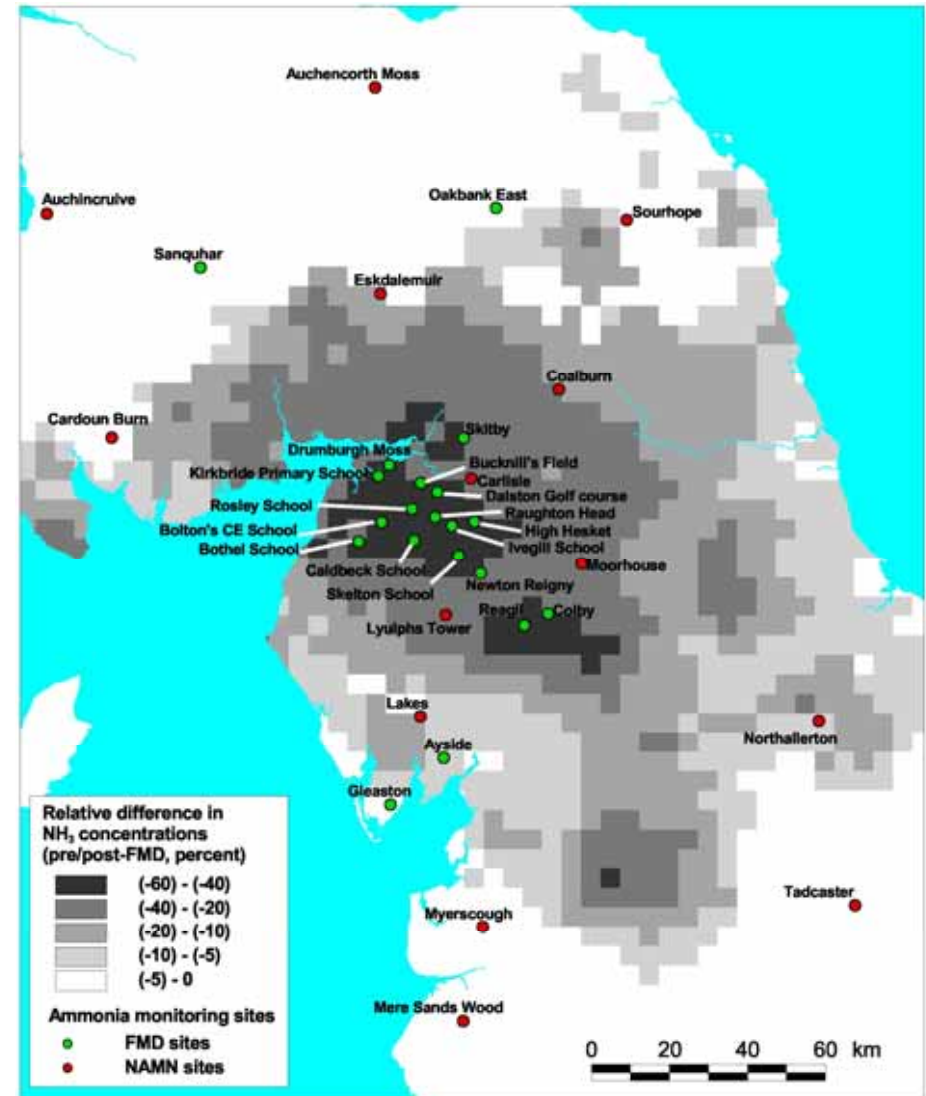 Auchencorth Moss
Auchincruive
Oakbank East
Sourhope
Sanquhar
Eskdalemuir
Coalburn
Cardoun Burn
Skitby
Drumburgh Moss
Bucknill's Field
Kirkbride Primary School
Carlisle
Dalston Golf course
Rosley School
Raughton Head
Bolton's CE School
High Hesket
Bothel School
Ivegill School
Caldbeck School
Moorhouse
Skelton School
Newton Reigny
Reagill
Colby
Lyulphs Tower
Lakes
Northallerton
Ayside
Gleaston
Relative difference in
NH₃ concentrations
(pre/post-FMD, percent)
(-60) - (-40)
(-40) - (-20)
(-20) - (-10)
(-10) - (-5)
(-5) - 0
Ammonia monitoring sites
FMD sites
NAMN sites
Tadcaster
Myerscough
Mere Sands Wood
0 20 40 60 km